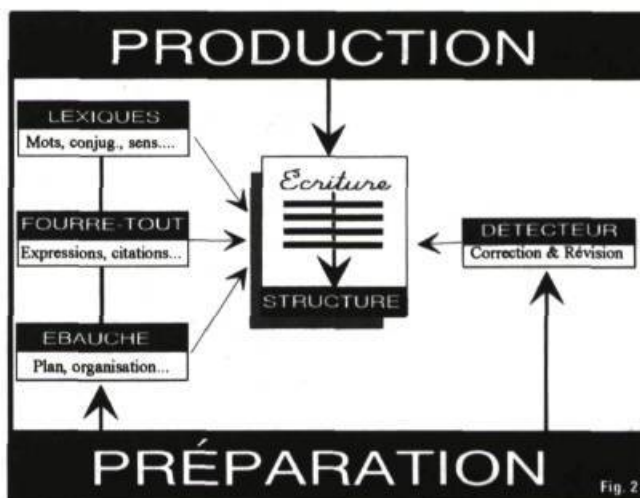 PRODUCTION
LEXIQUES
Mots, conjug., sens....
FOURRE-TOUT
Expressions, citations...
EBAUCHE
Plan, organisation...
Ecriture
STRUCTURE
DÉTECTEUR
Correction & Révision
PRÉPARATION
Fig. 2